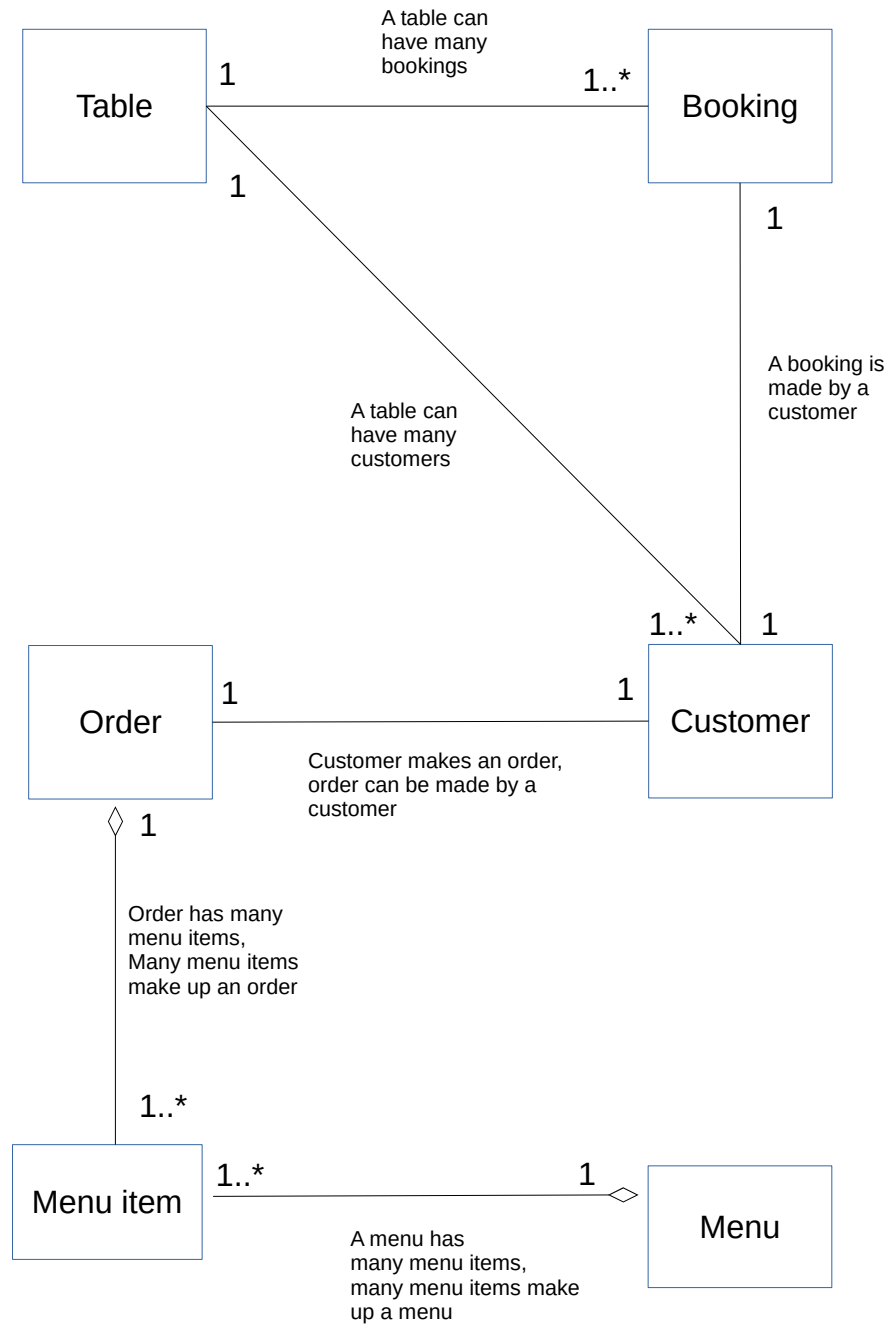 A table can
have many
bookings
1
1..*
Table
Booking
1
1
A booking is
made by a
customer
A table can
have many
customers
1..*
1
1
1
Order
Customer
Customer makes an order,
order can be made by a
customer
1
Order has many
menu items,
Many menu items
make up an order
1..*
1..*
1
Menu item
Menu
A menu has
many menu items,
many menu items make
up a menu